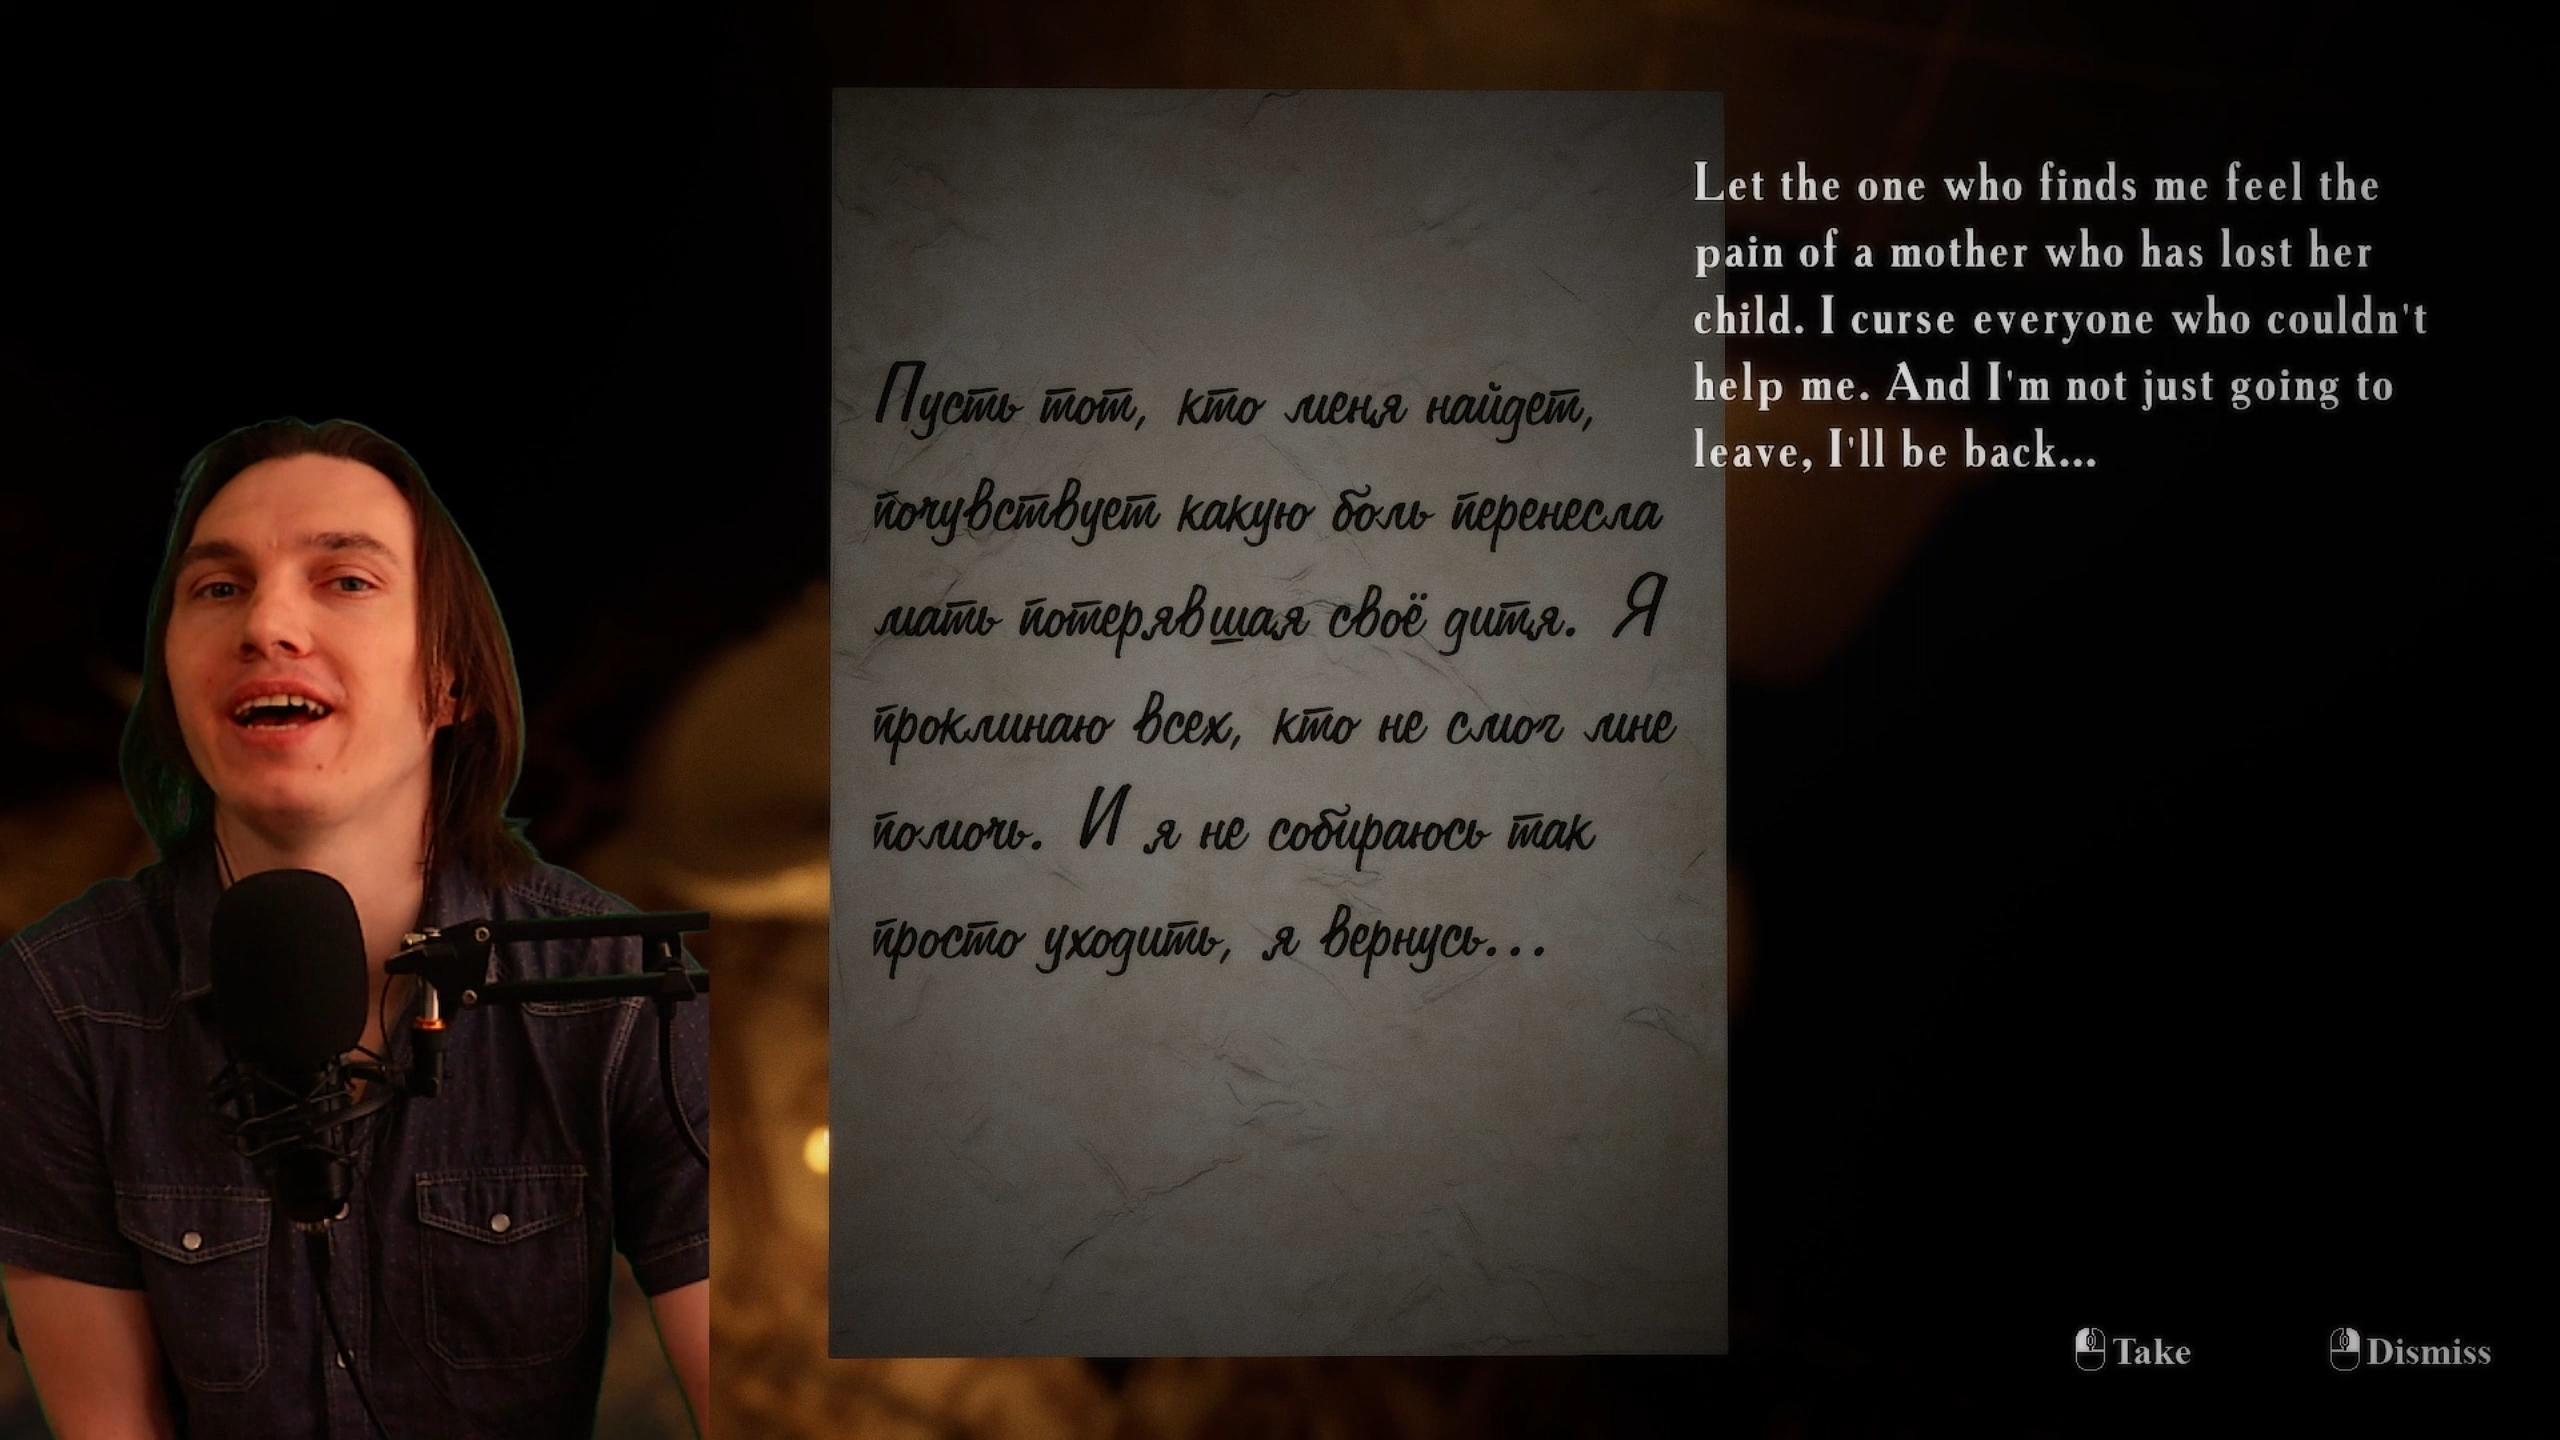 Пусть тот, кто меня найдет,
почувствует какую боль перенесла
мать потерявшая своё дитя. Я
проклинаю всех, кто не смог мне
помочь. И я не собираюсь так
просто уходить, я вернусь...
Let the one who finds me feel the
pain of a mother who has lost her
child. I curse everyone who couldn't
help me. And I'm not just going to
leave, I'll be back...
Take
Dismiss